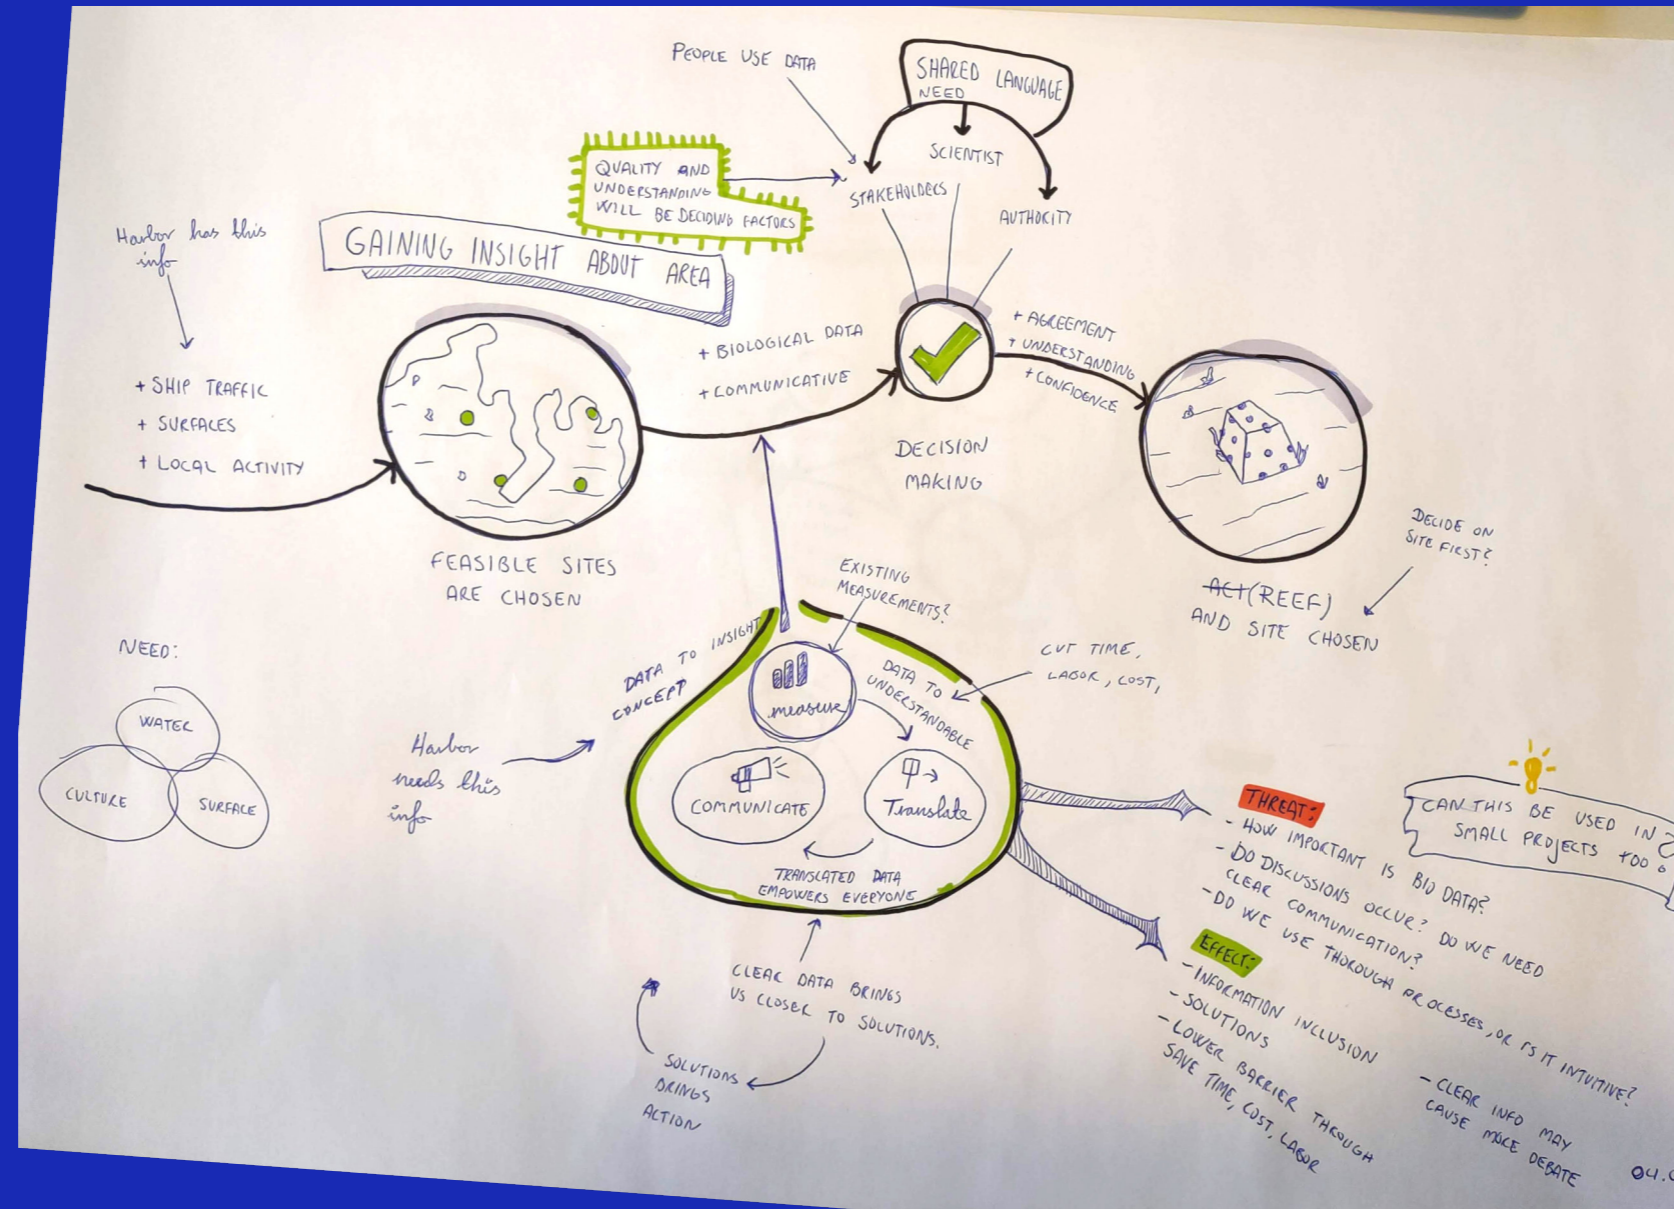 PEOPLE USE DATA
SHARED LANGUAGE
NEED
SCIENTIST
STAKEHOLDERS
AUTHORITY
QUALITY AND
UNDERSTANDING
WILL BE DECIDING FACTORS
GAINING INSIGHT ABOUT AREA
Harbor has this
info
+ SHIP TRAFFIC
+ SURFACES
+ LOCAL ACTIVITY
FEASIBLE SITES
ARE CHOSEN
+ BIOLOGICAL DATA
+ COMMUNICATIVE
DECISION
MAKING
+ AGREEMENT
+ UNDERSTANDING
+ CONFIDENCE
ACT (REEF)
AND SITE CHOSEN
DECIDE ON
SITE FIRST?
NEED:
WATER
CULTURE
SURFACE
Harbor
needs this
info
DATA TO INSIGHT
CONCEPT
EXISTING
MEASUREMENTS?
measure
DATA TO
UNDERSTANDABLE
CUT TIME,
LABOR, COST,
COMMUNICATE
Translate
TRANSLATED DATA
EMPOWERS EVERYONE
CLEAR DATA BRINGS
US CLOSER TO SOLUTIONS.
SOLUTIONS
BRINGS
ACTION
THREAT:
- HOW IMPORTANT IS BIO DATA?
- DO DISCUSSIONS OCCUR? DO WE NEED
CLEAR COMMUNICATION?
- DO WE USE THOROUGH PROCESSES, OR IS IT INTUITIVE?
CAN THIS BE USED IN
SMALL PROJECTS TOO?
EFFECT:
- INFORMATION INCLUSION
- SOLUTIONS
- LOWER BARRIER THROUGH
SAVE TIME, COST, LABOR
- CLEAR INFO MAY
CAUSE MORE DEBATE
04.